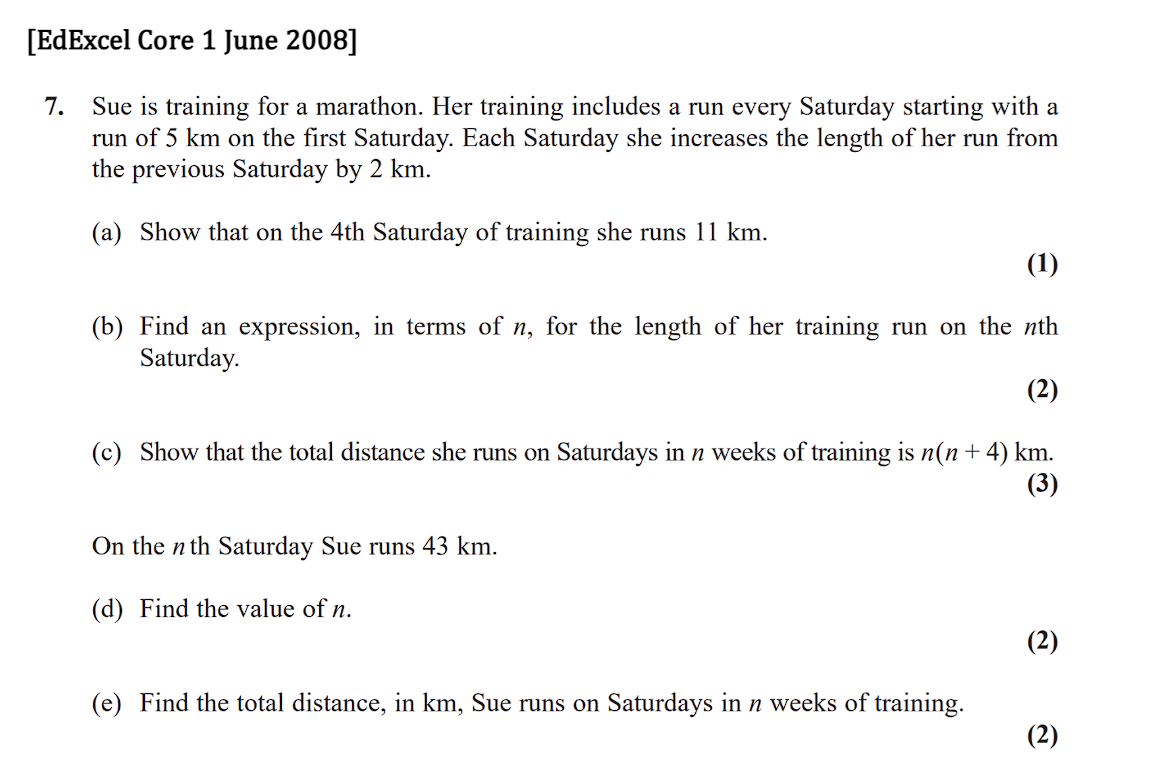 [EdExcel Core 1 June 2008]
7. Sue is training for a marathon. Her training includes a run every Saturday starting with a
run of 5 km on the first Saturday. Each Saturday she increases the length of her run from
the previous Saturday by 2 km.
(a) Show that on the 4th Saturday of training she runs 11 km.
(1)
(b) Find an expression, in terms of n, for the length of her training run on the nth
Saturday.
(2)
(c) Show that the total distance she runs on Saturdays in n weeks of training is n(n + 4) km.
(3)
On the n th Saturday Sue runs 43 km.
(d) Find the value of n.
(2)
(e) Find the total distance, in km, Sue runs on Saturdays in n weeks of training.
(2)